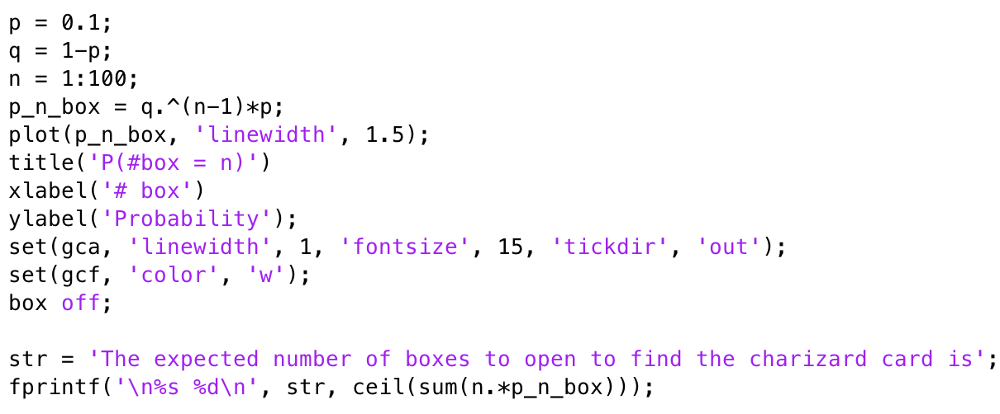 p = 0.1;
q = 1-p;
n = 1:100;
p_n_box = q.^(n-1)*p;
plot(p_n_box, 'linewidth', 1.5);
title('P(#box = n)')
xlabel('# box')
ylabel('Probability');
set(gca, 'linewidth', 1, 'fontsize', 15, 'tickdir', 'out');
set(gcf, 'color', 'w');
box off;

str = 'The expected number of boxes to open to find the charizard card is';
fprintf('\n%s %d\n', str, ceil(sum(n.*p_n_box)));